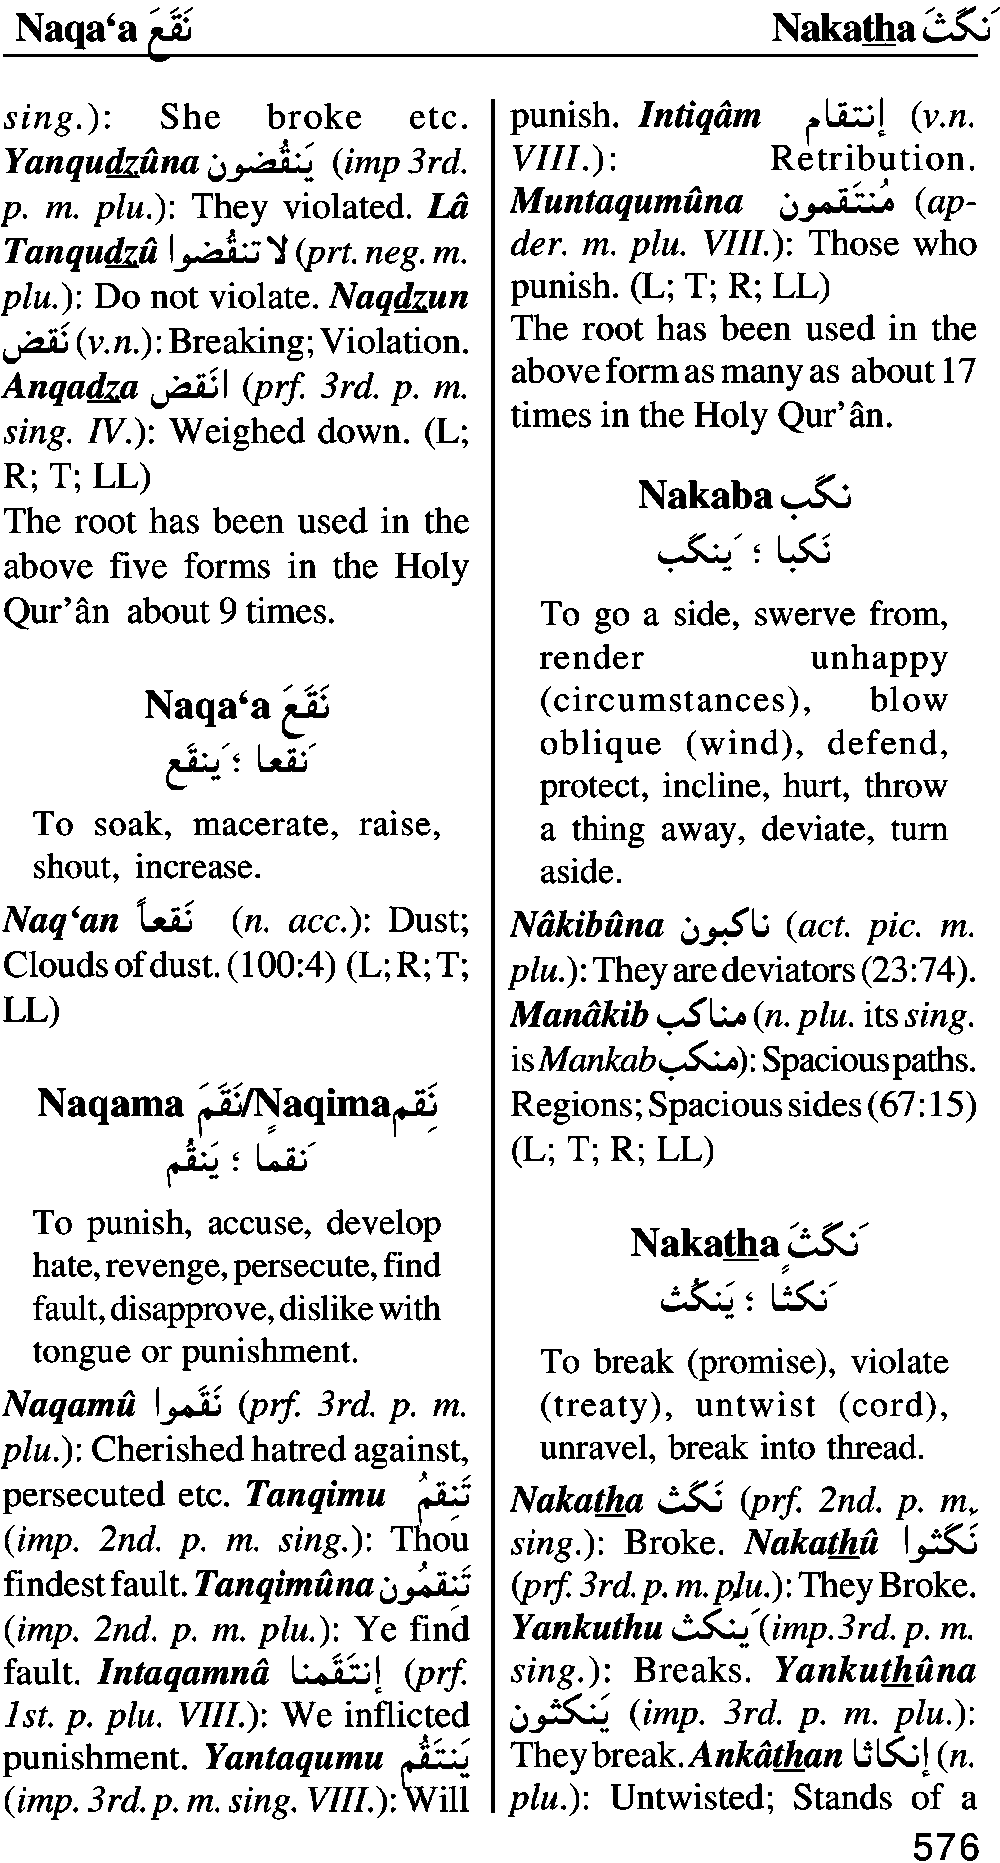 Naqa‘a نَقَعَ
Nakatha نَكَثَ
sing.): She broke etc.
Yanqudzûna يَنقُضون (imp 3rd.
p. m. plu.): They violated. Lâ
Tanqudzû لا تنقُضوا (prt. neg. m.
plu.): Do not violate. Naqdzun
نَقض (v.n.): Breaking; Violation.
Anqadza انَقض (prf. 3rd. p. m.
sing. IV.): Weighed down. (L;
R; T; LL)
The root has been used in the
above five forms in the Holy
Qur’ân about 9 times.
Naqa‘a نَقَعَ
نَقعا ؛ يَنقَع
To soak, macerate, raise,
shout, increase.
Naq‘an نَقعاً (n. acc.): Dust;
Clouds of dust. (100:4) (L; R; T;
LL)
Naqama نَقَمَ/Naqima نَقِم
نَقما ؛ يَنقُم
To punish, accuse, develop
hate, revenge, persecute, find
fault, disapprove, dislike with
tongue or punishment.
Naqamû نَقَموا (prf. 3rd. p. m.
plu.): Cherished hatred against,
persecuted etc. Tanqimu تَنقِمُ
(imp. 2nd. p. m. sing.): Thou
findest fault. Tanqimûna تَنقِمُون
(imp. 2nd. p. m. plu.): Ye find
fault. Intaqamnâ إنتَقَمنا (prf.
1st. p. plu. VIII.): We inflicted
punishment. Yantaqumu يَنتَقُم
(imp. 3rd. p. m. sing. VIII.): Will
punish. Intiqâm إنتقام (v.n.
VIII.): Retribution.
Muntaqumûna مُنتَقمون (ap-
der. m. plu. VIII.): Those who
punish. (L; T; R; LL)
The root has been used in the
above form as many as about 17
times in the Holy Qur’ân.
Nakaba نكَب
نَكبا ؛ يَنكَب
To go a side, swerve from,
render unhappy
(circumstances), blow
oblique (wind), defend,
protect, incline, hurt, throw
a thing away, deviate, turn
aside.
Nâkibûna ناكبون (act. pic. m.
plu.): They are deviators (23:74).
Manâkib مناكب (n. plu. its sing.
is Mankab منكب): Spacious paths.
Regions; Spacious sides (67:15)
(L; T; R; LL)
Nakatha نَكَثَ
نَكثا ؛ يَنكُث
To break (promise), violate
(treaty), untwist (cord),
unravel, break into thread.
Nakatha نَكَث (prf. 2nd. p. m.
sing.): Broke. Nakathû نَكَثوا
(prf. 3rd. p. m. plu.): They Broke.
Yankuthu يَنكث (imp.3rd. p. m.
sing.): Breaks. Yankuthûna
يَنكثون (imp. 3rd. p. m. plu.):
They break. Ankâthan إنكاثا (n.
plu.): Untwisted; Stands of a
576